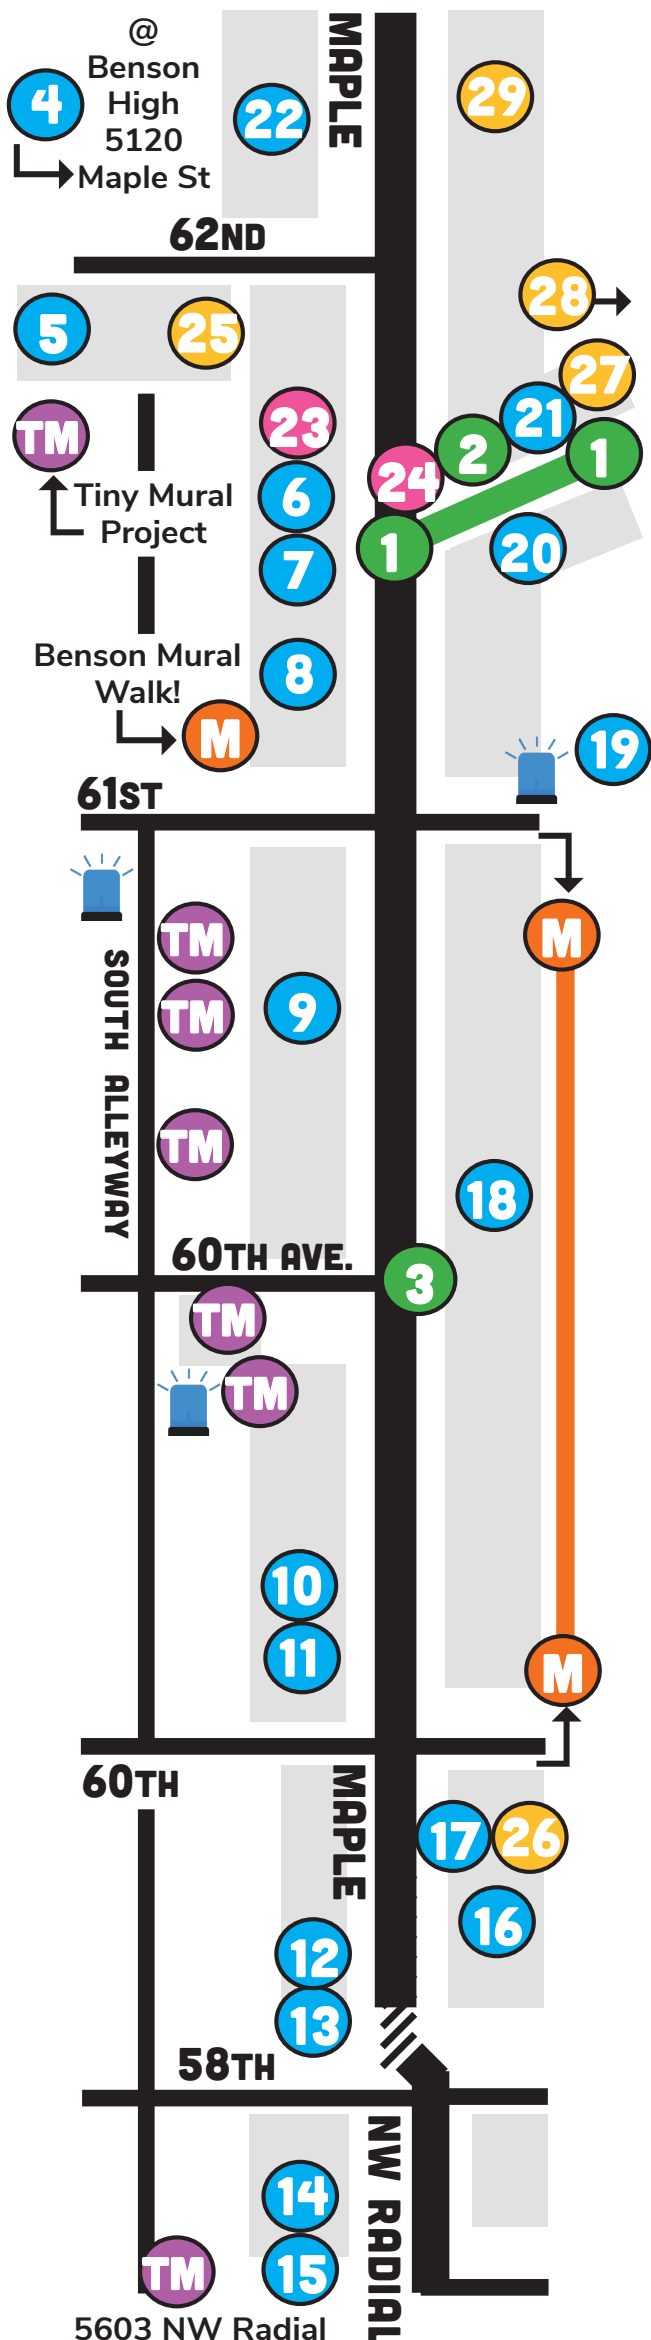 @
Benson
High
5120
Maple St
4
22
MAPLE
29
62ND
28
5
25
27
TM
23
21
2
1
24
Tiny Mural
Project
6
1
20
7
Benson Mural
Walk!
8
M
19
61ST
TM
M
SOUTH ALLEYWAY
TM
9
TM
18
60TH AVE.
3
TM
TM
10
11
M
60TH
MAPLE
17
26
16
12
13
58TH
NW RADIAL
14
TM
15
5603 NW Radial